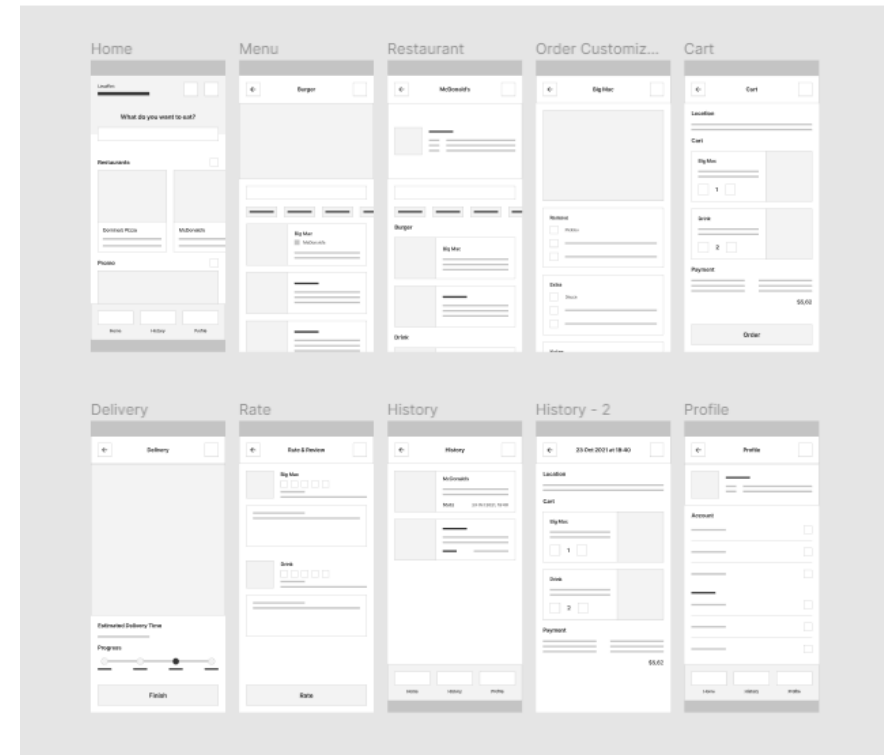 Home
Menu
Restaurant
Order Customiz...
Cart
Location
What do you want to eat?
Restaurants
Dominos Pizza
McDonalds
Promo
Home
History
Profile
Burger
Big Mac
McDonalds
McDonald's
Burger
Big Mac
Drink
Big Mac
Remove
Pickles
Extra
Cart
Location
Cart
Big Mac
1
Drink
2
Payment
$5,62
Order
Delivery
Rate
History
History - 2
Profile
Delivery
Estimated Delivery Time
Progress
Finish
Rate & Review
Big Mac
Drink
Rate
History
McDonalds
Home
History
Profile
23 Oct 2021 at 18:40
Location
Cart
Big Mac
1
Drink
2
Payment
$5,62
Profile
Account
Home
History
Profile